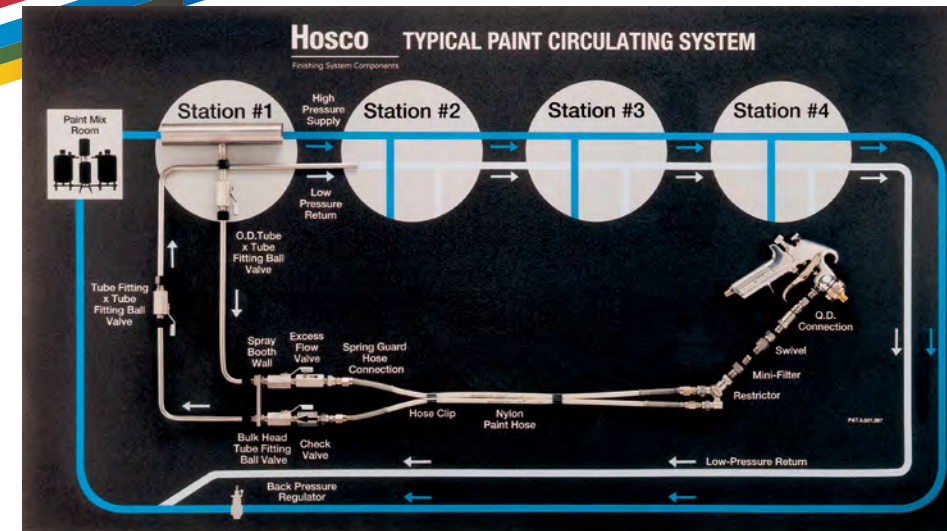 Hosco TYPICAL PAINT CIRCULATING SYSTEM
Finishing System Components
Paint Mix
Room
Station #1
High
Pressure
Supply
Station #2
Station #3
Station #4
Low
Pressure
Return
O.D.Tube
x Tube
Fitting Ball
Valve
Tube Fitting
x Tube
Fitting Ball
Valve
Spray
Booth
Wall
Excess
Flow
Valve
Spring Guard
Hose
Connection
Q.D.
Connection
Swivel
Mini-Filter
Restrictor
Hose Clip
Nylon
Paint Hose
Bulk Head
Tube Fitting
Ball Valve
Check
Valve
Low-Pressure Return
Back Pressure
Regulator